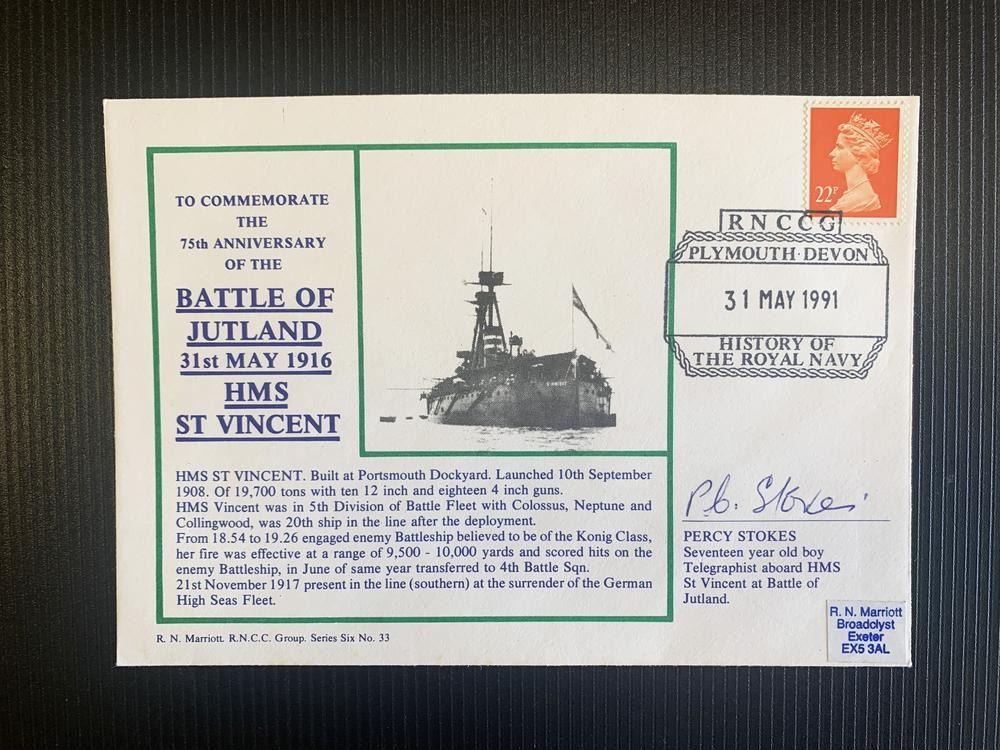 TO COMMEMORATE
THE
75th ANNIVERSARY
OF THE
BATTLE OF
JUTLAND
31st MAY 1916
HMS
ST VINCENT
ST VINCENT
22P
RNCCG
PLYMOUTH·DEVON
31 MAY 1991
HISTORY OF
THE ROYAL NAVY
HMS ST VINCENT. Built at Portsmouth Dockyard. Launched 10th September
1908. Of 19,700 tons with ten 12 inch and eighteen 4 inch guns.
HMS Vincent was in 5th Division of Battle Fleet with Colossus, Neptune and
Collingwood, was 20th ship in the line after the deployment.
From 18.54 to 19.26 engaged enemy Battleship believed to be of the Konig Class,
her fire was effective at a range of 9,500 - 10,000 yards and scored hits on the
enemy Battleship, in June of same year transferred to 4th Battle Sqn.
21st November 1917 present in the line (southern) at the surrender of the German
High Seas Fleet.
R. N. Marriott. R.N.C.C. Group. Series Six No. 33
P.G. Stokes
PERCY STOKES
Seventeen year old boy
Telegraphist aboard HMS
St Vincent at Battle of
Jutland.
R. N. Marriott
Broadclyst
Exeter
EX5 3AL